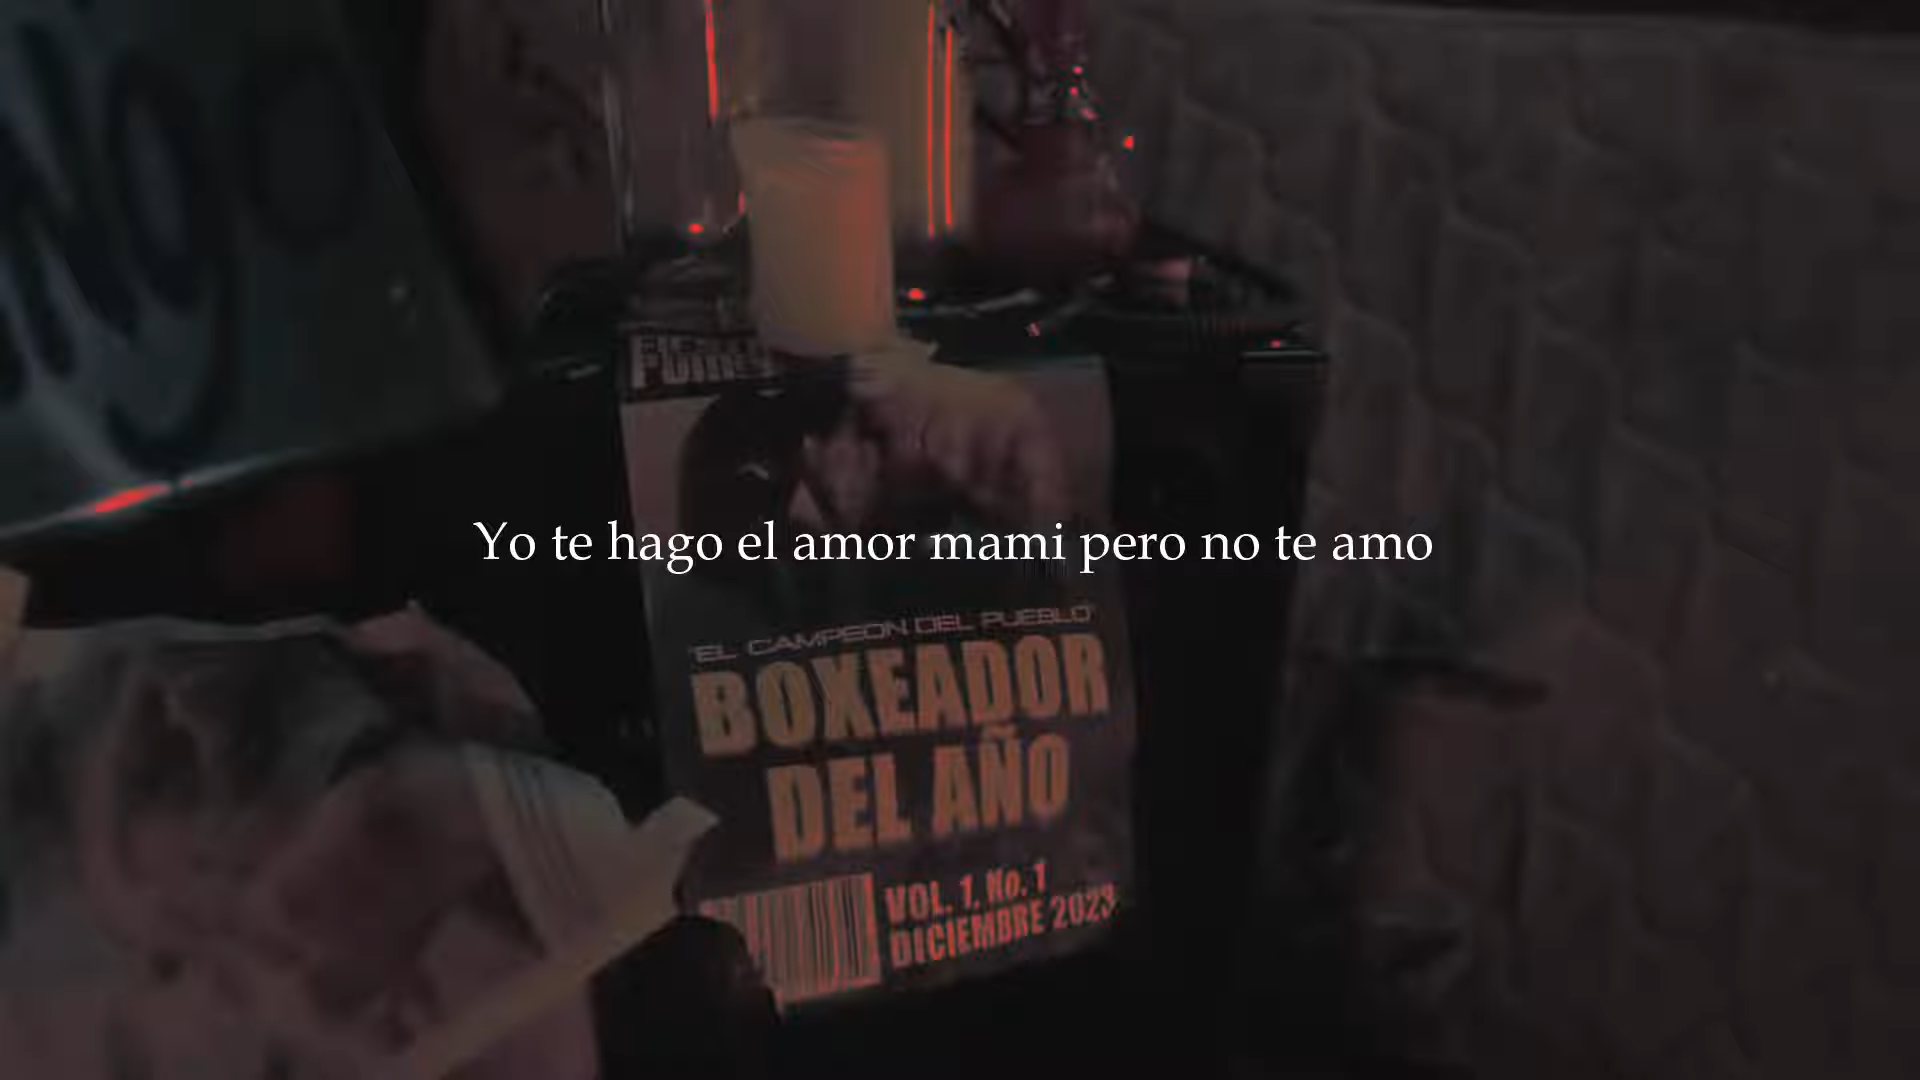 Yo te hago el amor mami pero no te amo
"EL CAMPEON DEL PUEBLO"
BOXEADOR
DEL AÑO
VOL. 1, No. 1
DICIEMBRE 2023